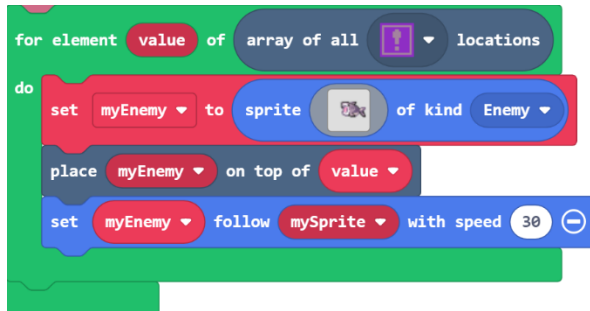 for element value of array of all ! locations
do
set myEnemy to sprite of kind Enemy
place myEnemy on top of value
set myEnemy follow mySprite with speed 30